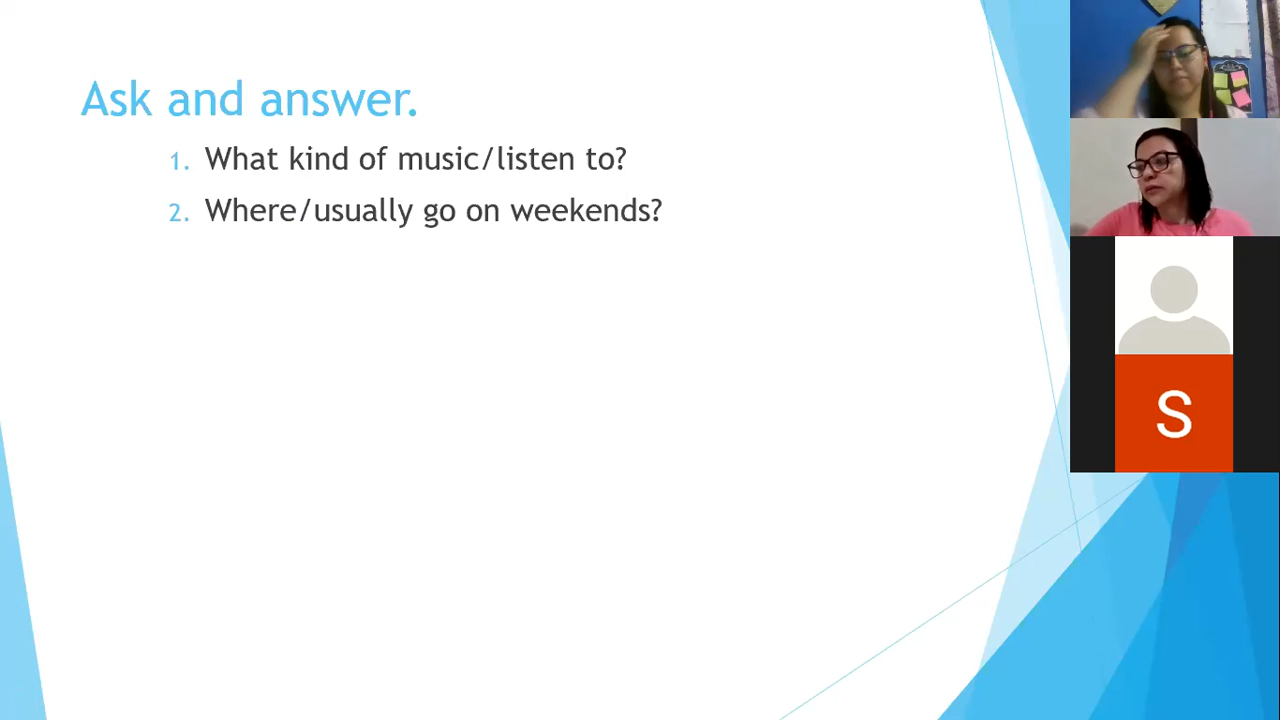 Ask and answer.
1. What kind of music/listen to?
2. Where/usually go on weekends?
S